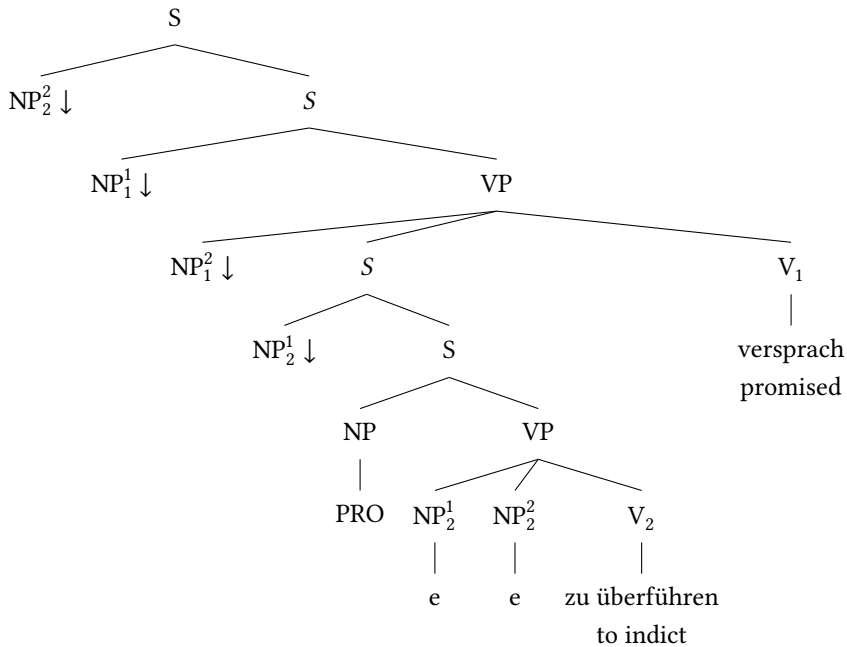 S
NP₂² ↓ S
NP₁¹ ↓ VP
NP₁² ↓ S V₁
NP₂¹ ↓ S versprach
promised
NP VP
PRO NP₂¹ NP₂² V₂
e e zu überführen
to indict